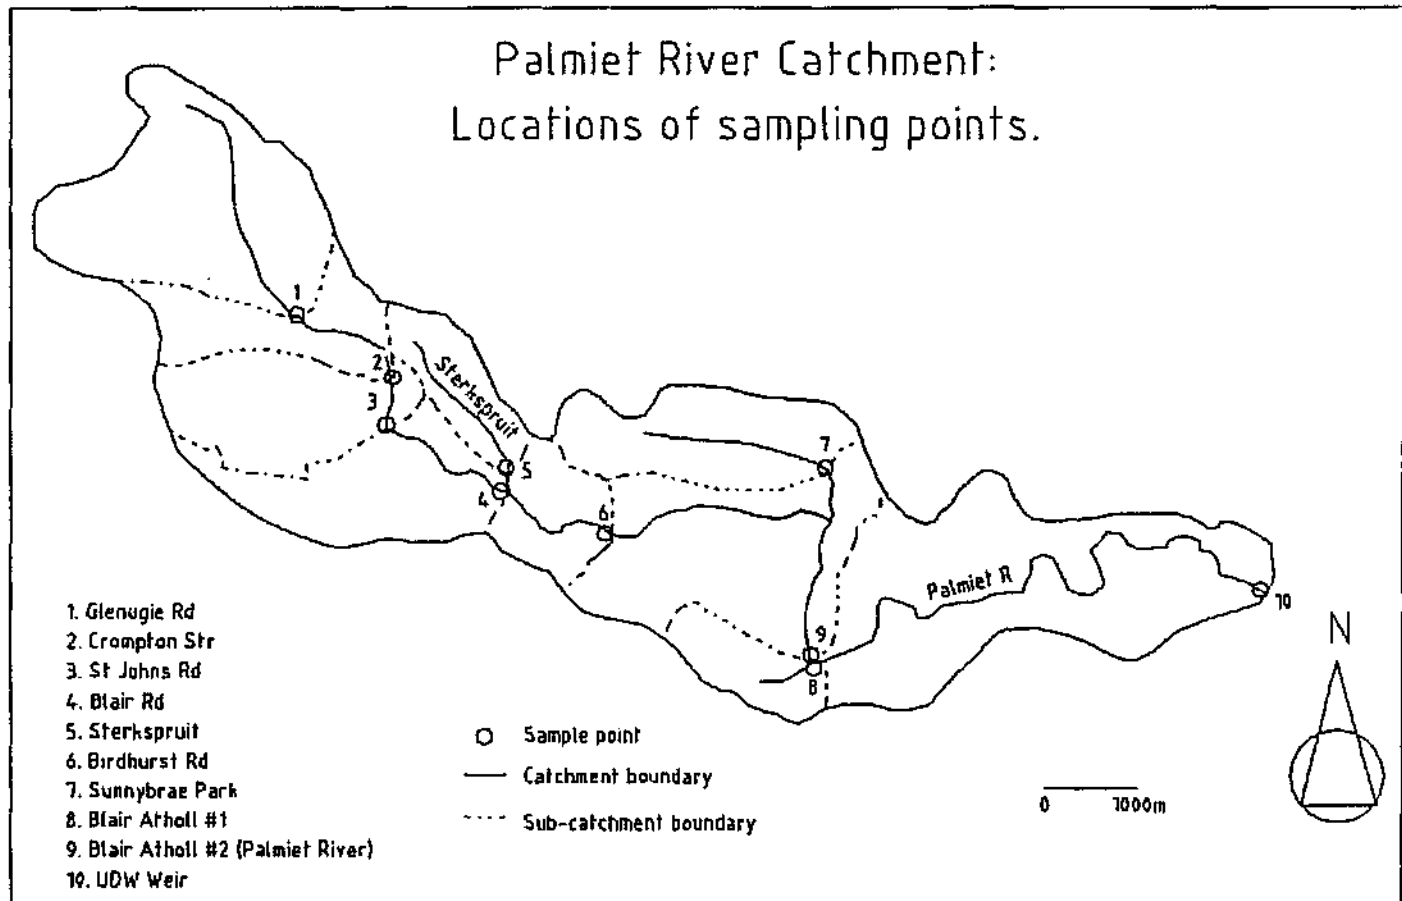 Palmiet River Catchment:
Locations of sampling points.
1
2
Sterkspruit
3
7
5
4
6
Palmiet R
10
9
8
N
1. Glenugie Rd
2. Crompton Str
3. St Johns Rd
4. Blair Rd
5. Sterkspruit
6. Birdhurst Rd
7. Sunnybrae Park
8. Blair Atholl #1
9. Blair Atholl #2 (Palmiet River)
10. UDW Weir
Sample point
Catchment boundary
Sub-catchment boundary
0 1000m